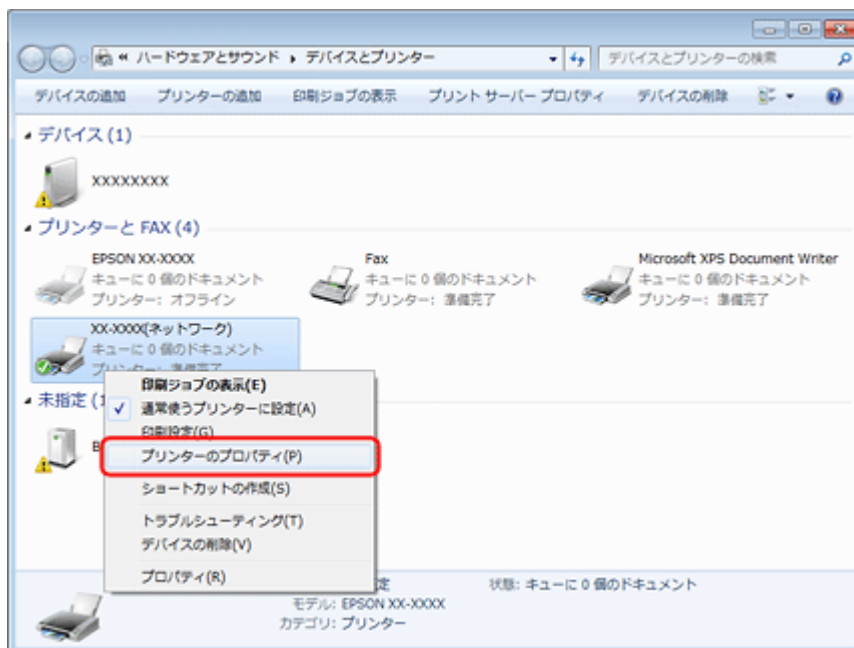 ハードウェアとサウンド ▸ デバイスとプリンター デバイスとプリンターの検索
デバイスの追加 プリンターの追加 印刷ジョブの表示 プリント サーバー プロパティ デバイスの削除
デバイス (1)
XXXXXXXX
プリンターと FAX (4)
EPSON XX-XXXX
キューに 0 個のドキュメント
プリンター: オフライン
Fax
キューに 0 個のドキュメント
プリンター: 準備完了
Microsoft XPS Document Writer
キューに 0 個のドキュメント
プリンター: 準備完了
XX-XXXX(ネットワーク)
キューに 0 個のドキュメント
プリンター: 準備完了
未指定 (1
B
印刷ジョブの表示(E)
通常使うプリンターに設定(A)
印刷設定(G)
プリンターのプロパティ(P)
ショートカットの作成(S)
トラブルシューティング(T)
デバイスの削除(V)
プロパティ(R)
定 状態: キューに 0 個のドキュメント
モデル: EPSON XX-XXXX
カテゴリ: プリンター